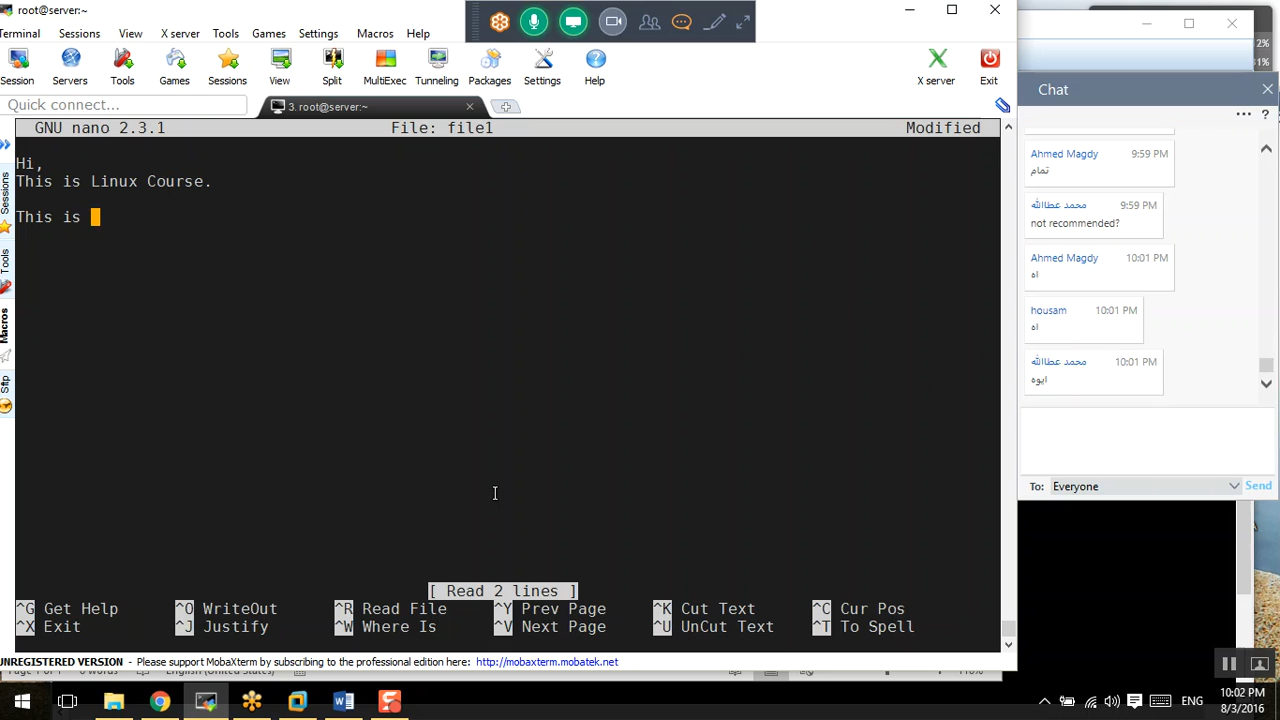 root@server:~
Terminal Sessions View X server Tools Games Settings Macros Help
Session Servers Tools Games Sessions View Split MultiExec Tunneling Packages Settings Help X server Exit
Quick connect...
3. root@server:~
GNU nano 2.3.1 File: file1 Modified
Hi,
This is Linux Course.
This is
[ Read 2 lines ]
^G Get Help ^O WriteOut ^R Read File ^Y Prev Page ^K Cut Text ^C Cur Pos
^X Exit ^J Justify ^W Where Is ^V Next Page ^U UnCut Text ^T To Spell
UNREGISTERED VERSION - Please support MobaXterm by subscribing to the professional edition here: http://mobaxterm.mobatek.net
Sessions
Tools
Macros
Sftp
2%
31%
Chat
Ahmed Magdy 9:59 PM
تمام
محمد عطاالله 9:59 PM
not recommended?
Ahmed Magdy 10:01 PM
اه
housam 10:01 PM
اه
محمد عطاالله 10:01 PM
ايوه
To: Everyone Send
ENG
10:02 PM
8/3/2016